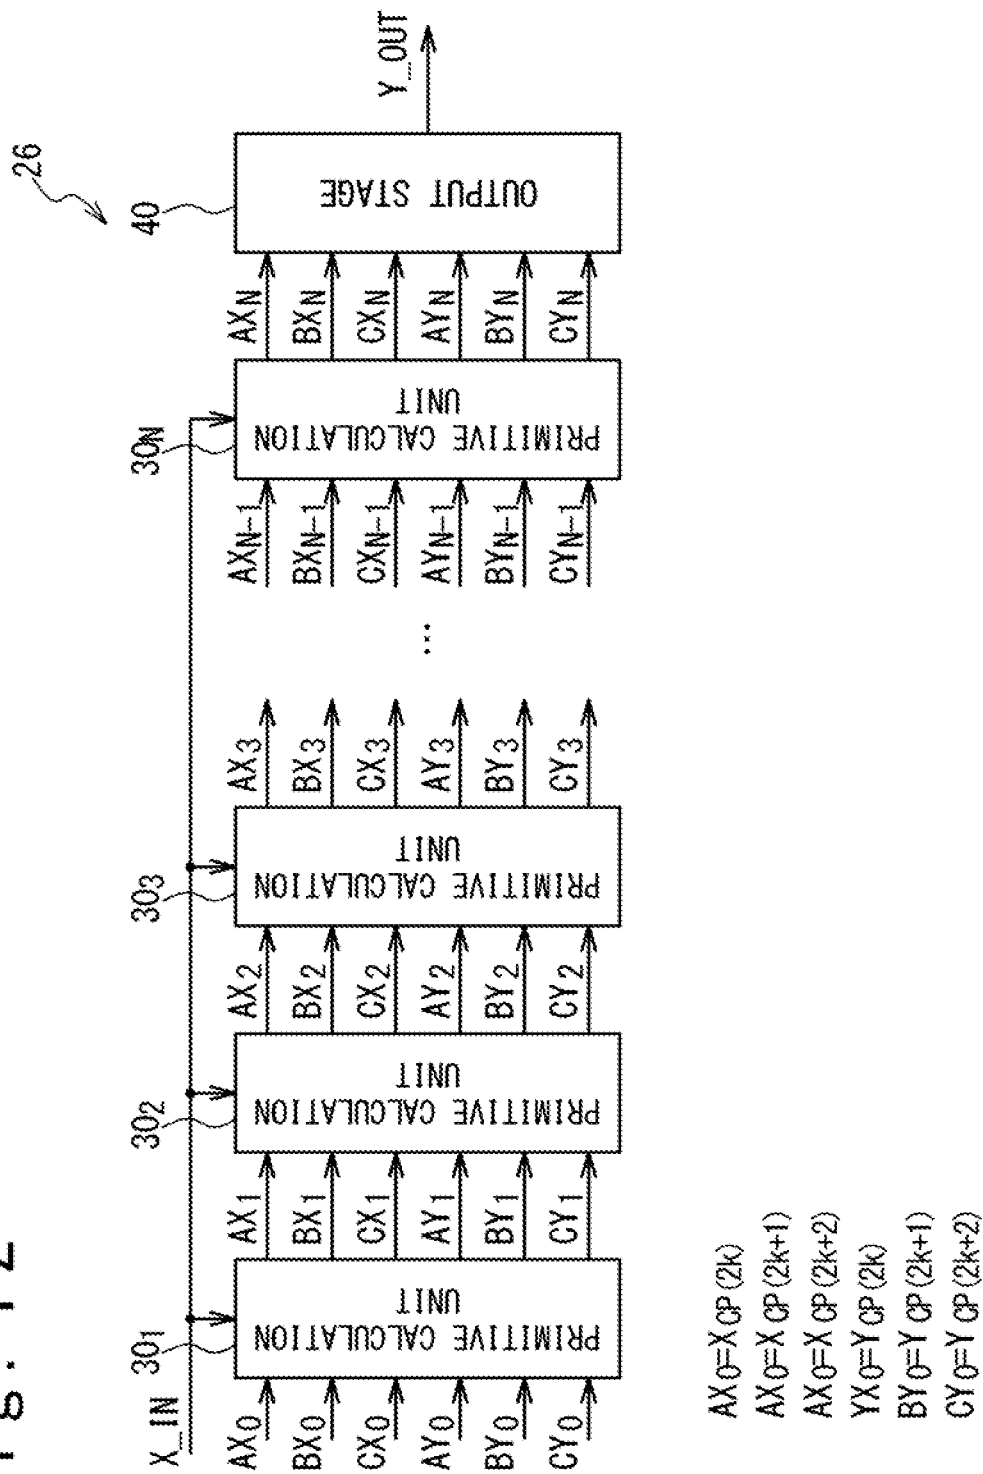 26
X_IN
30₁
30₂
30₃
30N
40
AX₀
BX₀
CX₀
AY₀
BY₀
CY₀
PRIMITIVE CALCULATION
UNIT
AX₁
BX₁
CX₁
AY₁
BY₁
CY₁
PRIMITIVE CALCULATION
UNIT
AX₂
BX₂
CX₂
AY₂
BY₂
CY₂
PRIMITIVE CALCULATION
UNIT
AX₃
BX₃
CX₃
AY₃
BY₃
CY₃
...
AXN-1
BXN-1
CXN-1
AYN-1
BYN-1
CYN-1
PRIMITIVE CALCULATION
UNIT
AXN
BXN
CXN
AYN
BYN
CYN
OUTPUT STAGE
Y_OUT
AX₀=XCP(2k)
AX₀=XCP(2k+1)
AX₀=XCP(2k+2)
YX₀=YCP(2k)
BY₀=YCP(2k+1)
CY₀=YCP(2k+2)